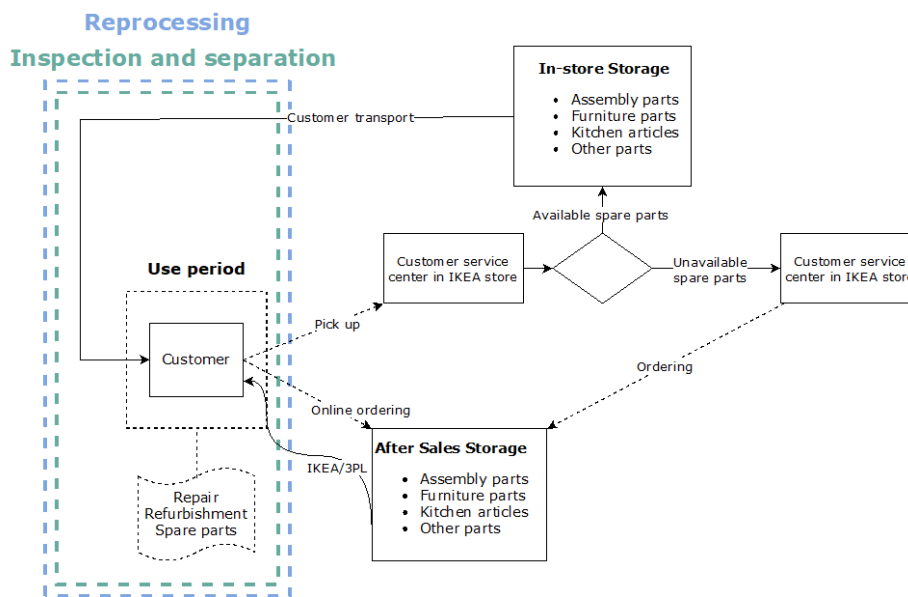 Reprocessing
Inspection and separation
In-store Storage
• Assembly parts
• Furniture parts
• Kitchen articles
• Other parts
Customer transport
Available spare parts
Customer service
center in IKEA store
Unavailable
spare parts
Customer service
center in IKEA store
Use period
Pick up
Customer
Ordering
Online ordering
After Sales Storage
• Assembly parts
• Furniture parts
• Kitchen articles
• Other parts
IKEA/3PL
Repair
Refurbishment
Spare parts